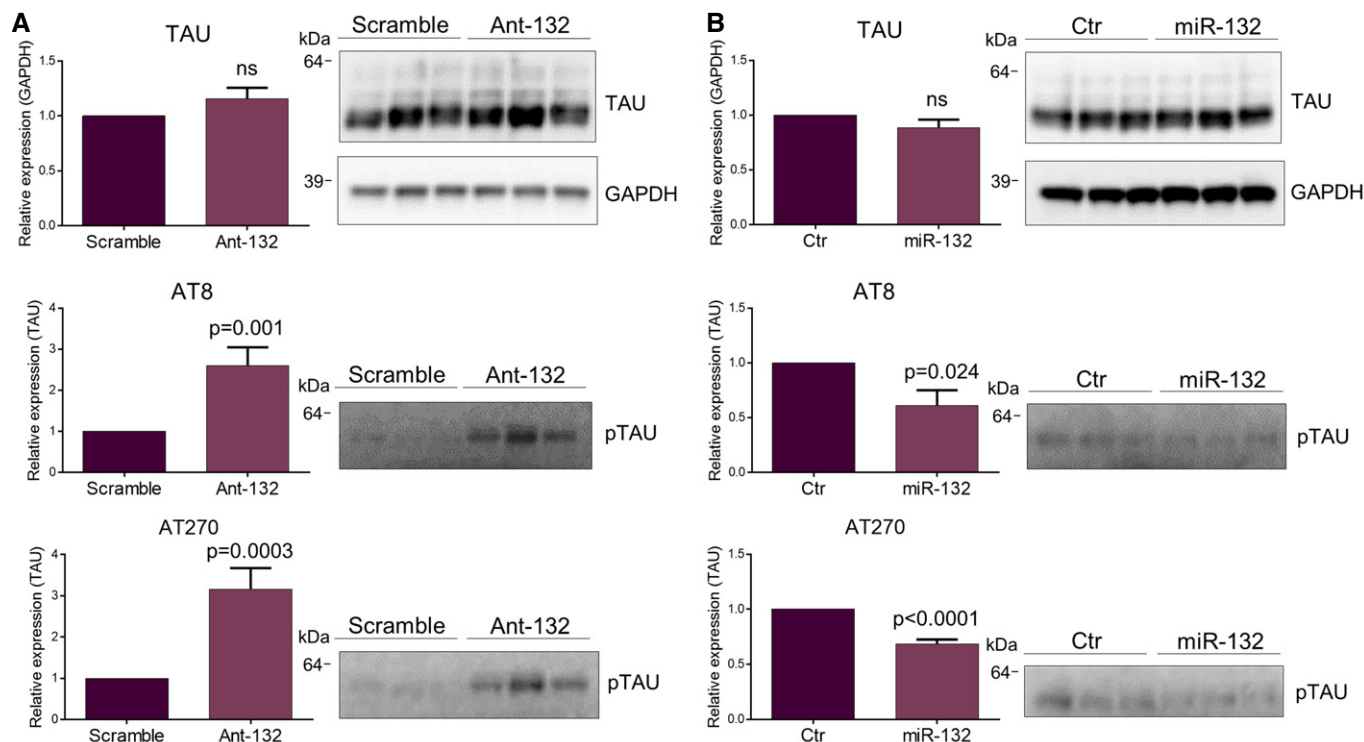 A
TAU
Relative expression (GAPDH)
1.5
1.0
0.5
0.0
ns
Scramble Ant-132
kDa Scramble Ant-132
64
TAU
39
GAPDH
AT8
Relative expression (TAU)
4
3
2
1
0
p=0.001
Scramble Ant-132
kDa Scramble Ant-132
64
pTAU
AT270
Relative expression (TAU)
4
3
2
1
0
p=0.0003
Scramble Ant-132
kDa Scramble Ant-132
64
pTAU
B
TAU
Relative expression (GAPDH)
1.5
1.0
0.5
0.0
ns
Ctr miR-132
kDa Ctr miR-132
64
TAU
39
GAPDH
AT8
Relative expression (TAU)
1.5
1.0
0.5
0.0
p=0.024
Ctr miR-132
kDa Ctr miR-132
64
pTAU
AT270
Relative expression (TAU)
1.5
1.0
0.5
0.0
p<0.0001
Ctr miR-132
kDa Ctr miR-132
64
pTAU